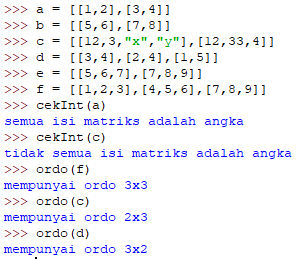 >>> a = [[1,2],[3,4]]
>>> b = [[5,6],[7,8]]
>>> c = [[12,3,"x","y"],[12,33,4]]
>>> d = [[3,4],[2,4],[1,5]]
>>> e = [[5,6,7],[7,8,9]]
>>> f = [[1,2,3],[4,5,6],[7,8,9]]
>>> cekInt(a)
semua isi matriks adalah angka
>>> cekInt(c)
tidak semua isi matriks adalah angka
>>> ordo(f)
mempunyai ordo 3x3
>>> ordo(c)
mempunyai ordo 2x3
>>> ordo(d)
mempunyai ordo 3x2